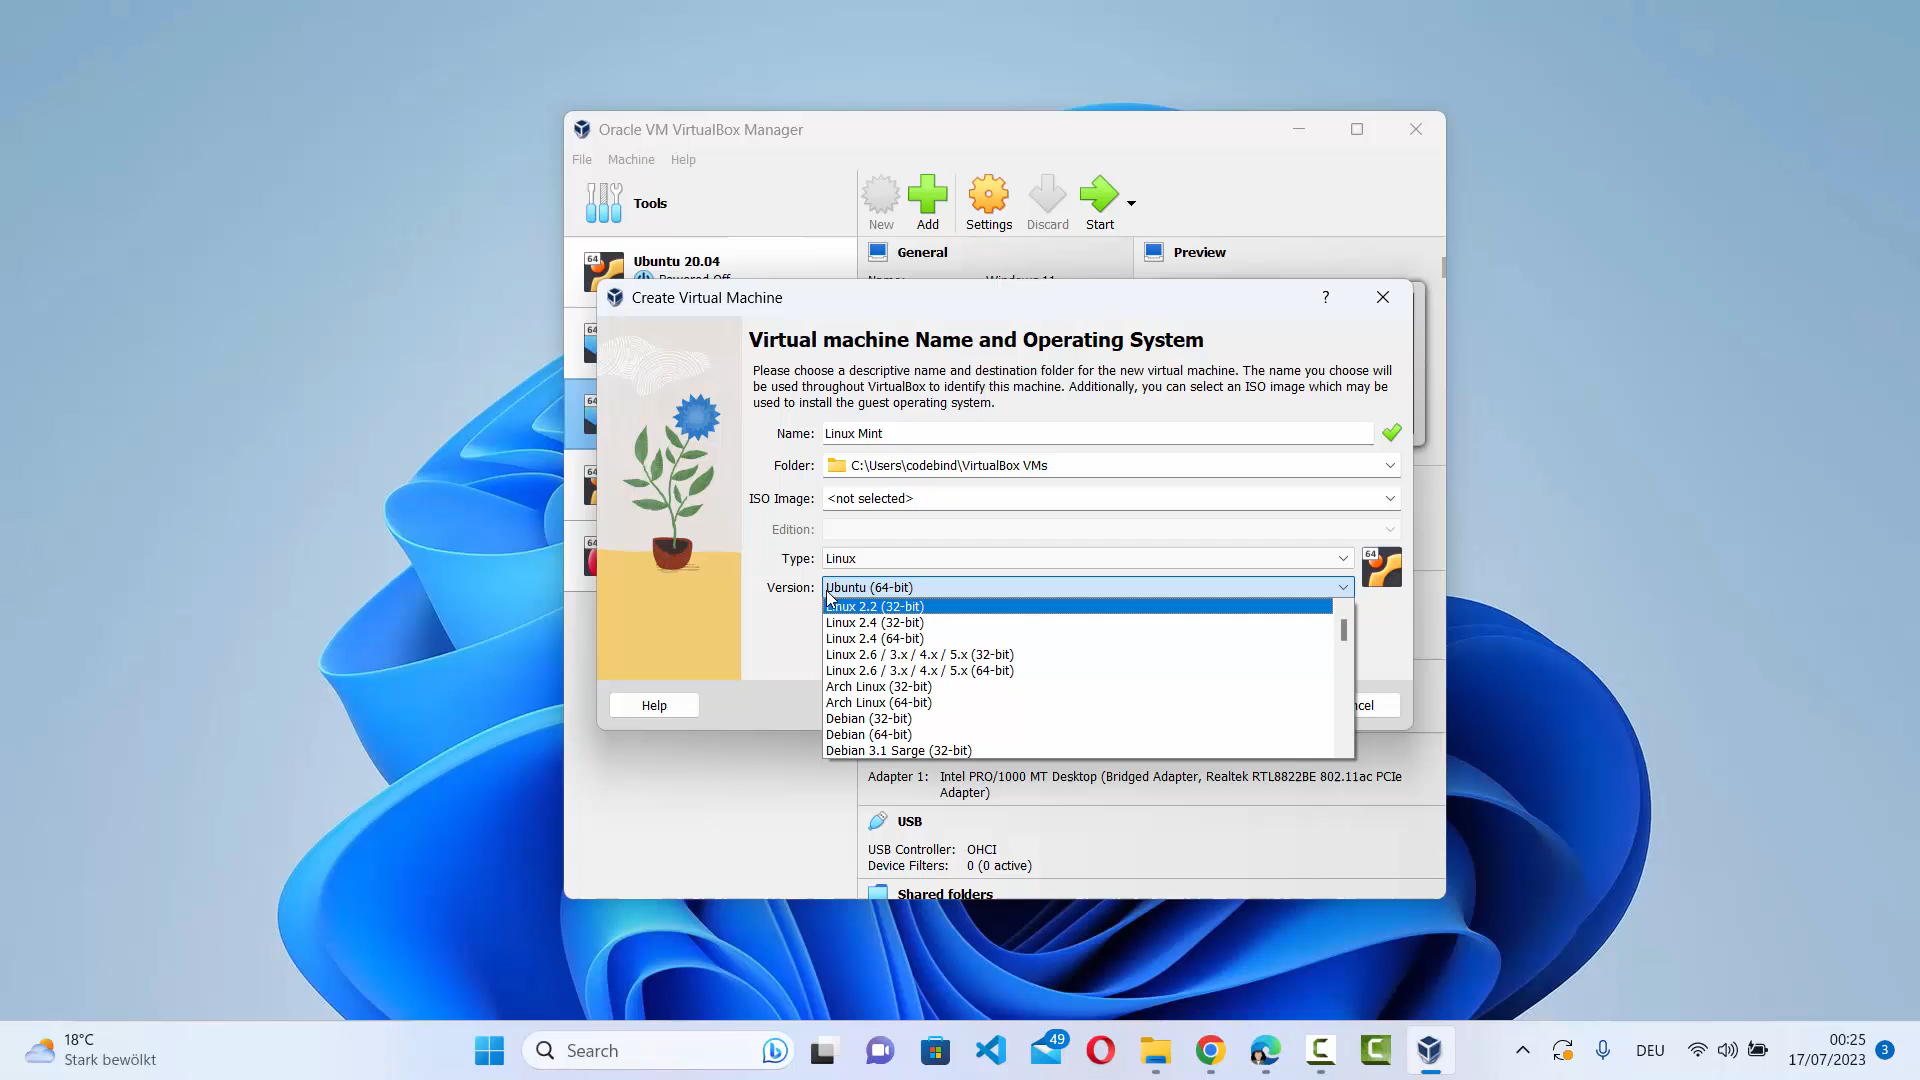 Oracle VM VirtualBox Manager
File Machine Help
Tools
New
Add
Settings
Discard
Start
64
Ubuntu 20.04
General
Preview
Create Virtual Machine
?
Virtual machine Name and Operating System
Please choose a descriptive name and destination folder for the new virtual machine. The name you choose will
be used throughout VirtualBox to identify this machine. Additionally, you can select an ISO image which may be
used to install the guest operating system.
Name: Linux Mint
Folder: C:\Users\codebind\VirtualBox VMs
ISO Image: <not selected>
Edition:
Type: Linux
64
Version: Ubuntu (64-bit)
Linux 2.2 (32-bit)
Linux 2.4 (32-bit)
Linux 2.4 (64-bit)
Linux 2.6 / 3.x / 4.x / 5.x (32-bit)
Linux 2.6 / 3.x / 4.x / 5.x (64-bit)
Arch Linux (32-bit)
Arch Linux (64-bit)
Debian (32-bit)
Debian (64-bit)
Debian 3.1 Sarge (32-bit)
Help
cel
Adapter 1: Intel PRO/1000 MT Desktop (Bridged Adapter, Realtek RTL8822BE 802.11ac PCIe
Adapter)
USB
USB Controller: OHCI
Device Filters: 0 (0 active)
Shared folders
18°C
Stark bewölkt
Search
49
DEU
00:25
17/07/2023
3